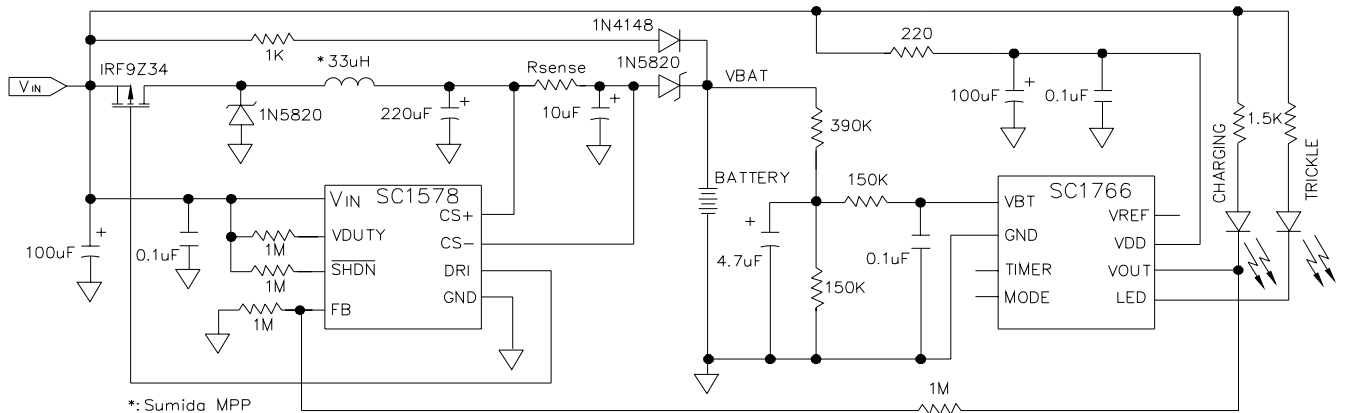 1N4148
220
1K
IRF9Z34
*33uH
Rsense
1N5820
VBAT
VIN
1N5820
220uF
+
10uF
+
100uF
+
0.1uF
390K
1.5K
CHARGING
TRICKLE
BATTERY
150K
SC1578
SC1766
VIN
CS+
VDUTY
CS-
SHDN
DRI
GND
FB
100uF
+
0.1uF
1M
1M
1M
+
4.7uF
0.1uF
150K
VBT
VREF
GND
VDD
TIMER
VOUT
MODE
LED
1M
*: Sumida MPP